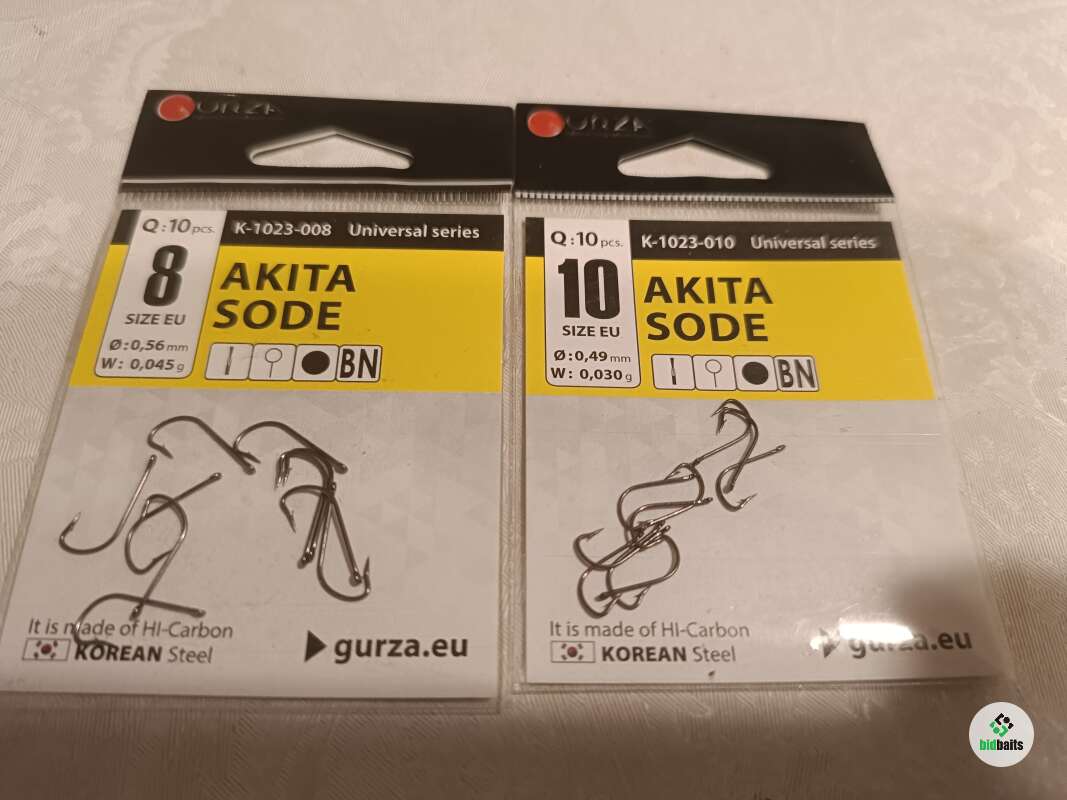 GURZA
Q:10 pcs.
8
SIZE EU
Ø:0,56 mm
W: 0,045 g
K-1023-008 Universal series
AKITA
SODE
BN
It is made of HI-Carbon
KOREAN Steel
gurza.eu
GURZA
Q:10 pcs.
10
SIZE EU
Ø:0,49 mm
W: 0,030 g
K-1023-010 Universal series
AKITA
SODE
BN
It is made of HI-Carbon
KOREAN Steel
gurza.eu
bidbaits